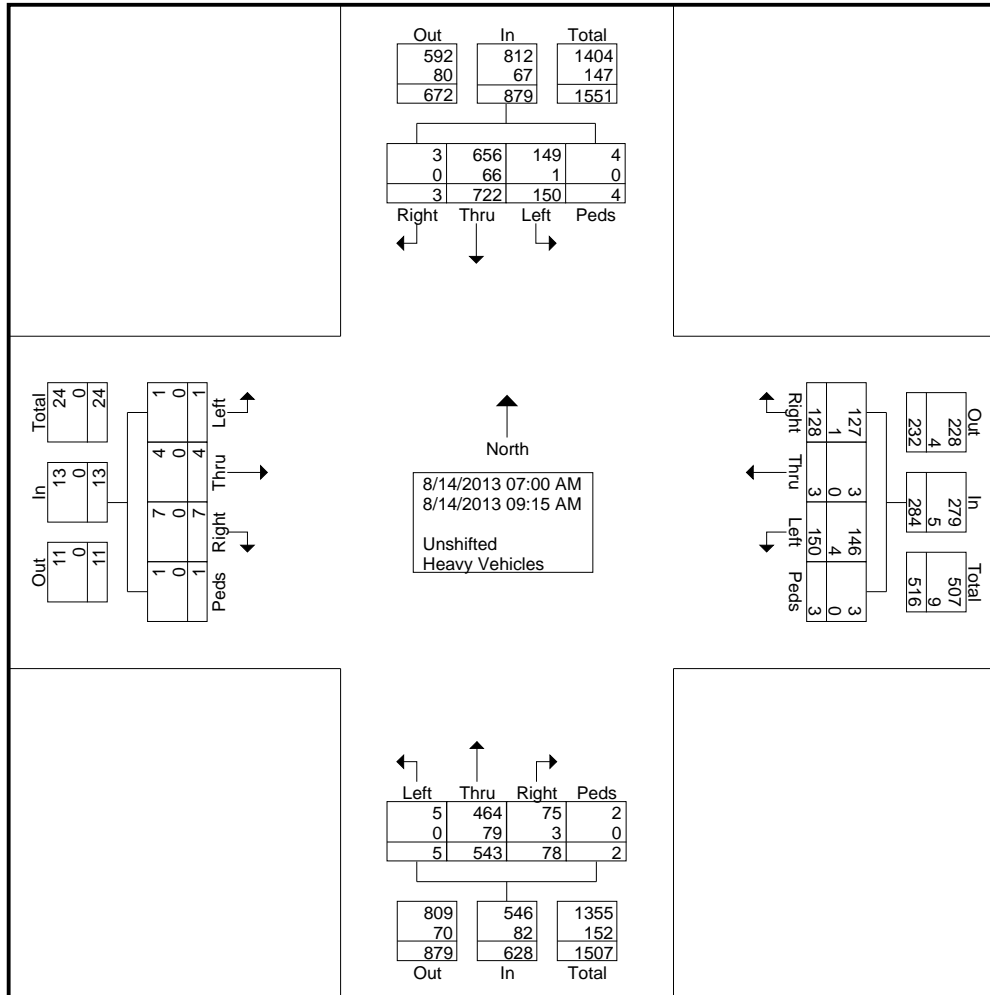 Out In Total
592 812 1404
80 67 147
672 879 1551
3 656 149 4
0 66 1 0
3 722 150 4
Right Thru Left Peds
Total
24
0
24
In
13
0
13
Out
11
0
11
1
0
1
Left
4
0
4
Thru
7
0
7
Right
1
0
1
Peds
North
8/14/2013 07:00 AM
8/14/2013 09:15 AM
Unshifted
Heavy Vehicles
Right
127
1
128
Thru
3
0
3
Left
146
4
150
Peds
3
0
3
Out
228
4
232
In
279
5
284
Total
507
9
516
Left Thru Right Peds
5 464 75 2
0 79 3 0
5 543 78 2
809 546 1355
70 82 152
879 628 1507
Out In Total